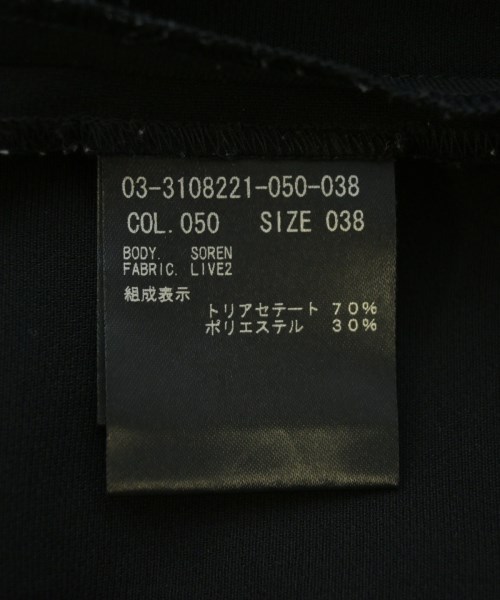 03-3108221-050-038
COL.050 SIZE 038
BODY. SOREN
FABRIC. LIVE2
組成表示
トリアセテート 70%
ポリエステル 30%